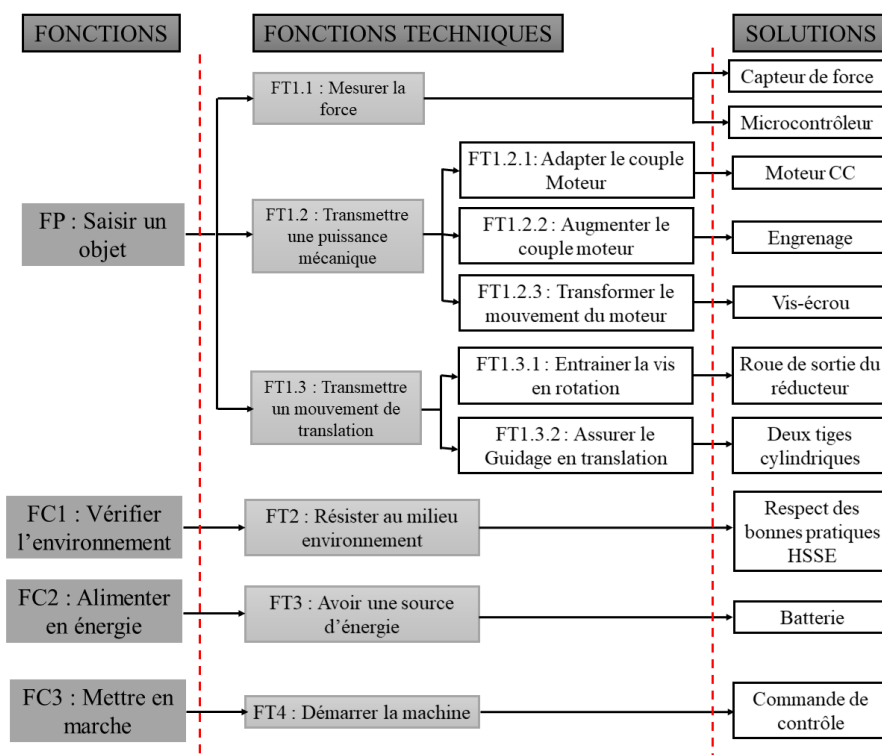 FONCTIONS
FONCTIONS TECHNIQUES
SOLUTIONS
FT1.1 : Mesurer la
force
Capteur de force
Microcontrôleur
FP : Saisir un
objet
FT1.2 : Transmettre
une puissance
mécanique
FT1.2.1: Adapter le couple
Moteur
Moteur CC
FT1.2.2 : Augmenter le
couple moteur
Engrenage
FT1.2.3 : Transformer le
mouvement du moteur
Vis-écrou
FT1.3 : Transmettre
un mouvement de
translation
FT1.3.1 : Entrainer la vis
en rotation
Roue de sortie du
réducteur
FT1.3.2 : Assurer le
Guidage en translation
Deux tiges
cylindriques
FC1 : Vérifier
l’environnement
FT2 : Résister au milieu
environnement
Respect des
bonnes pratiques
HSSE
FC2 : Alimenter
en énergie
FT3 : Avoir une source
d’énergie
Batterie
FC3 : Mettre en
marche
FT4 : Démarrer la machine
Commande de
contrôle